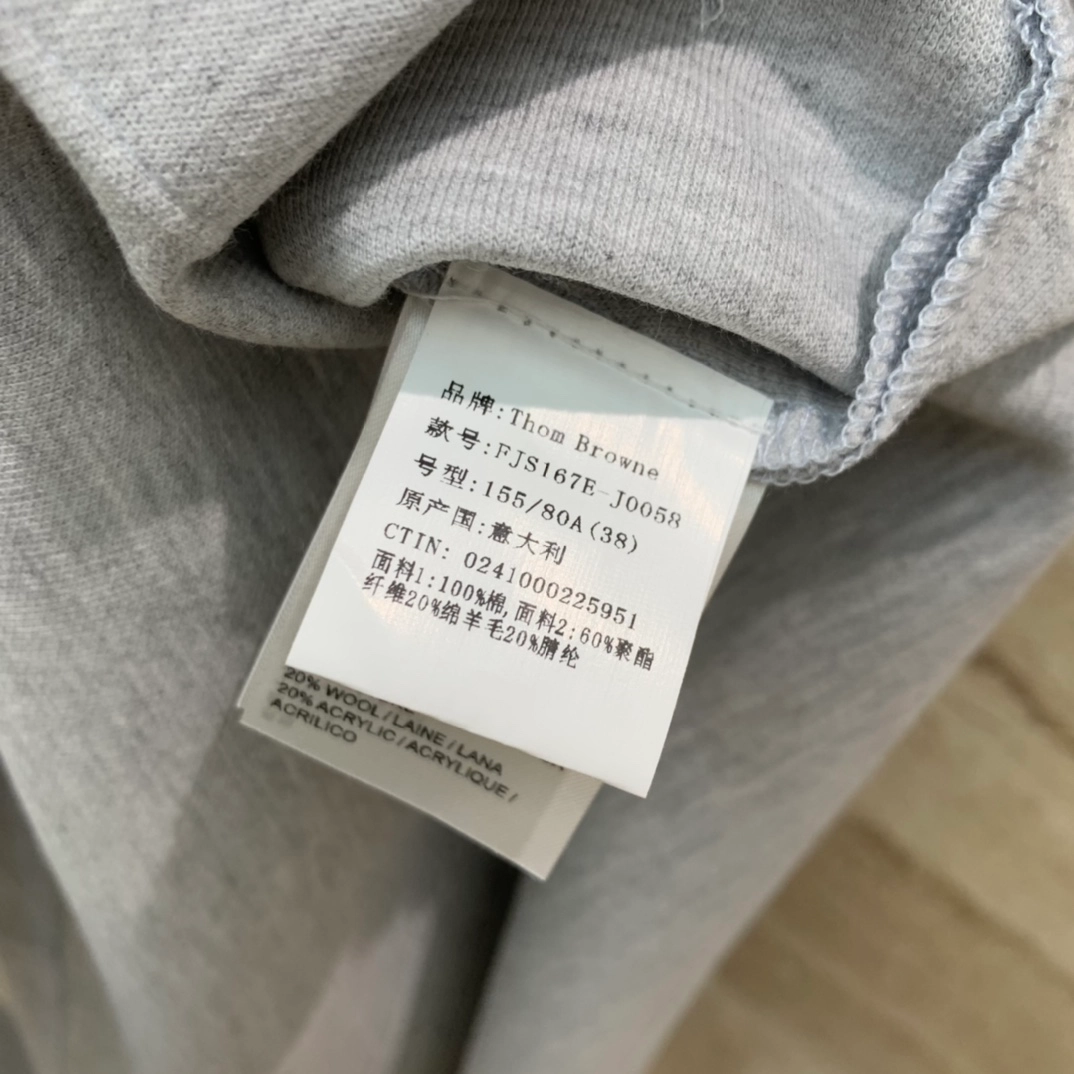 品牌:Thom Browne
款号:FJS167E-J0058
号型:155/80A(38)
原产国:意大利
CTIN: 0241000225951
面料1:100%棉,面料2:60%聚酯
纤维20%绵羊毛20%腈纶
20% WOOL/LAINE/LANA
20% ACRYLIC/ACRYLIQUE/
ACRILICO